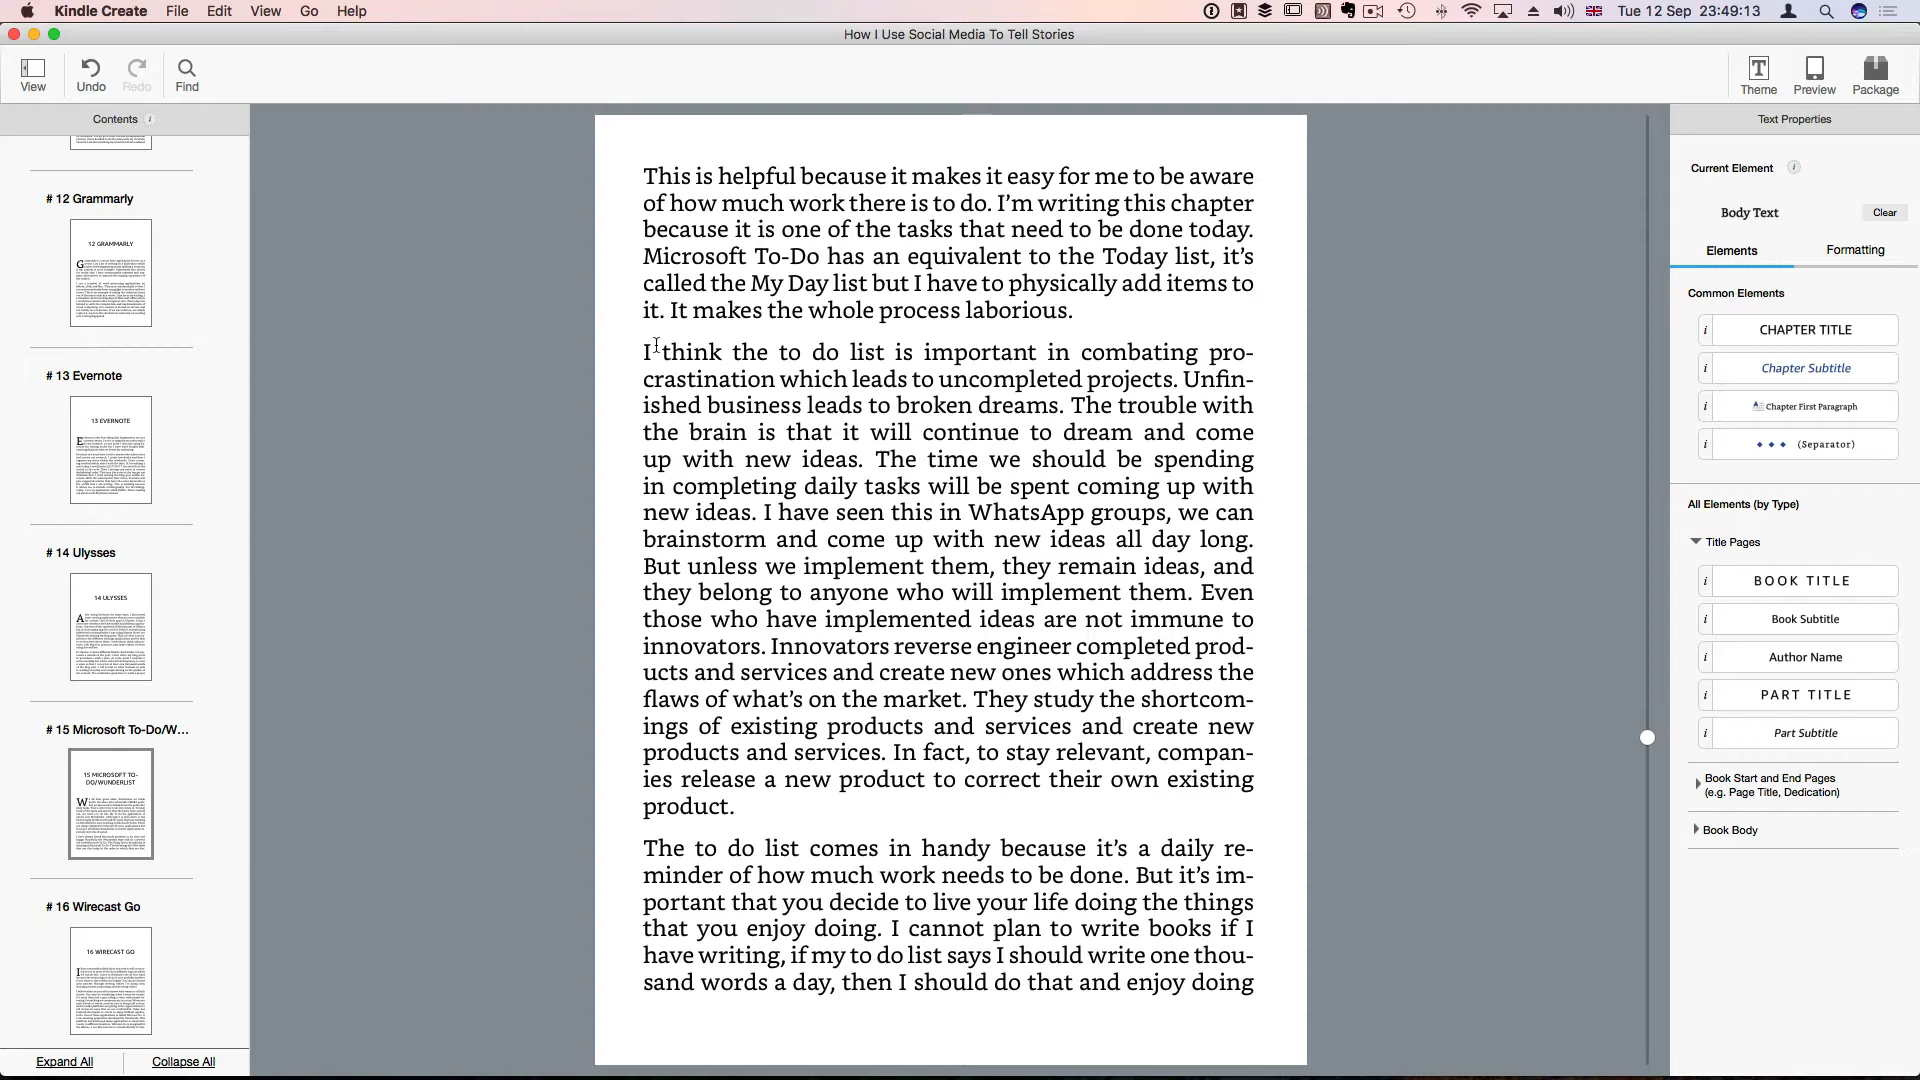 Kindle Create File Edit View Go Help
Tue 12 Sep 23:49:13
How I Use Social Media To Tell Stories
View Undo Redo Find
Theme Preview Package
Contents
# 12 Grammarly
12 GRAMMARLY
# 13 Evernote
13 EVERNOTE
# 14 Ulysses
14 ULYSSES
# 15 Microsoft To-Do/W...
15 MICROSOFT TO-
DO/WUNDERLIST
# 16 Wirecast Go
16 WIRECAST GO
Expand All Collapse All
This is helpful because it makes it easy for me to be aware
of how much work there is to do. I’m writing this chapter
because it is one of the tasks that need to be done today.
Microsoft To-Do has an equivalent to the Today list, it’s
called the My Day list but I have to physically add items to
it. It makes the whole process laborious.
I think the to do list is important in combating pro-
crastination which leads to uncompleted projects. Unfin-
ished business leads to broken dreams. The trouble with
the brain is that it will continue to dream and come
up with new ideas. The time we should be spending
in completing daily tasks will be spent coming up with
new ideas. I have seen this in WhatsApp groups, we can
brainstorm and come up with new ideas all day long.
But unless we implement them, they remain ideas, and
they belong to anyone who will implement them. Even
those who have implemented ideas are not immune to
innovators. Innovators reverse engineer completed prod-
ucts and services and create new ones which address the
flaws of what’s on the market. They study the shortcom-
ings of existing products and services and create new
products and services. In fact, to stay relevant, compan-
ies release a new product to correct their own existing
product.
The to do list comes in handy because it’s a daily re-
minder of how much work needs to be done. But it’s im-
portant that you decide to live your life doing the things
that you enjoy doing. I cannot plan to write books if I
have writing, if my to do list says I should write one thou-
sand words a day, then I should do that and enjoy doing
Text Properties
Current Element
Body Text
Clear
Elements Formatting
Common Elements
CHAPTER TITLE
Chapter Subtitle
Chapter First Paragraph
(Separator)
All Elements (by Type)
Title Pages
BOOK TITLE
Book Subtitle
Author Name
PART TITLE
Part Subtitle
Book Start and End Pages
(e.g. Page Title, Dedication)
Book Body